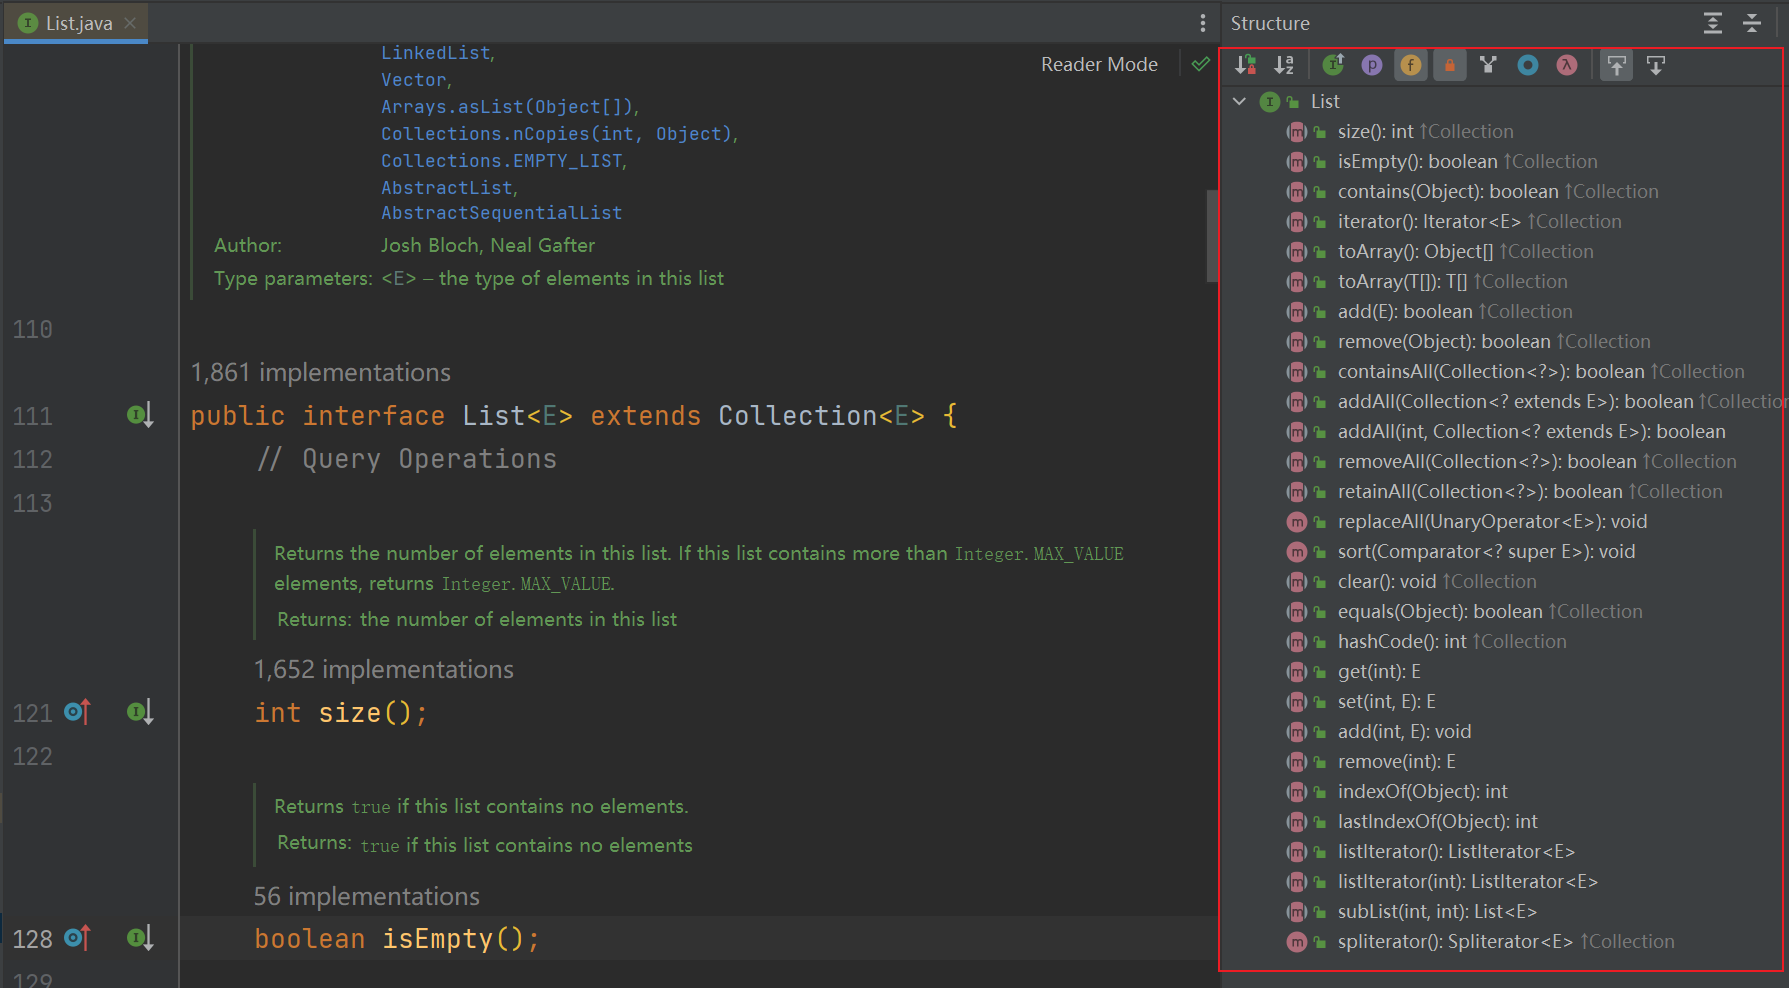 List.java
LinkedList,
Vector,
Arrays.asList(Object[]),
Collections.nCopies(int, Object),
Collections.EMPTY_LIST,
AbstractList,
AbstractSequentialList
Author: Josh Bloch, Neal Gafter
Type parameters: <E> – the type of elements in this list
Reader Mode
110
1,861 implementations
111 public interface List<E> extends Collection<E> {
112 // Query Operations
113
Returns the number of elements in this list. If this list contains more than Integer.MAX_VALUE
elements, returns Integer.MAX_VALUE.
Returns: the number of elements in this list
1,652 implementations
121 int size();
122
Returns true if this list contains no elements.
Returns: true if this list contains no elements
56 implementations
128 boolean isEmpty();
129
Structure
List
size(): int ↑Collection
isEmpty(): boolean ↑Collection
contains(Object): boolean ↑Collection
iterator(): Iterator<E> ↑Collection
toArray(): Object[] ↑Collection
toArray(T[]): T[] ↑Collection
add(E): boolean ↑Collection
remove(Object): boolean ↑Collection
containsAll(Collection<?>): boolean ↑Collection
addAll(Collection<? extends E>): boolean ↑Collection
addAll(int, Collection<? extends E>): boolean
removeAll(Collection<?>): boolean ↑Collection
retainAll(Collection<?>): boolean ↑Collection
replaceAll(UnaryOperator<E>): void
sort(Comparator<? super E>): void
clear(): void ↑Collection
equals(Object): boolean ↑Collection
hashCode(): int ↑Collection
get(int): E
set(int, E): E
add(int, E): void
remove(int): E
indexOf(Object): int
lastIndexOf(Object): int
listIterator(): ListIterator<E>
listIterator(int): ListIterator<E>
subList(int, int): List<E>
spliterator(): Spliterator<E> ↑Collection